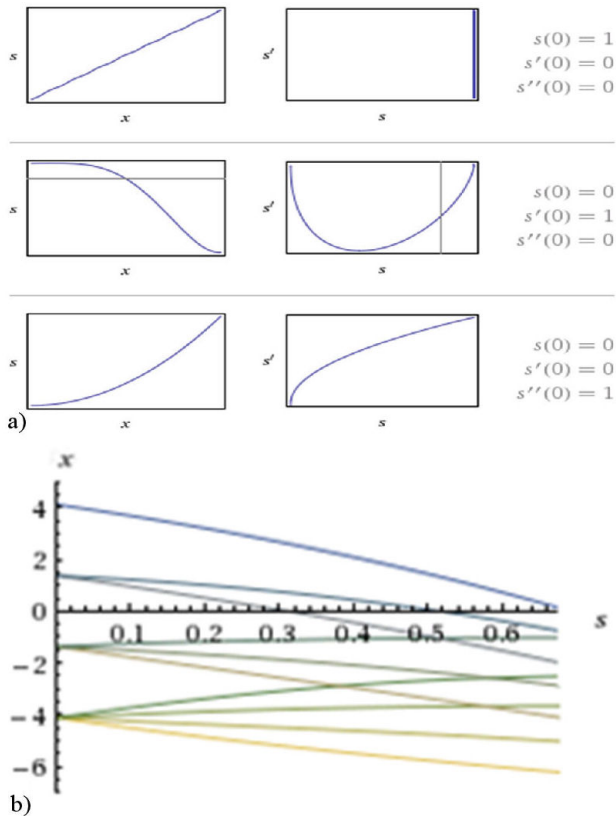 s
x
s′
s
s(0) = 1
s′(0) = 0
s′′(0) = 0
s
x
s′
s
s(0) = 0
s′(0) = 1
s′′(0) = 0
s
x
s′
s
s(0) = 0
s′(0) = 0
s′′(0) = 1
a)
x
4
2
0
0.1 0.2 0.3 0.4 0.5 0.6 s
−2
−4
−6
b)